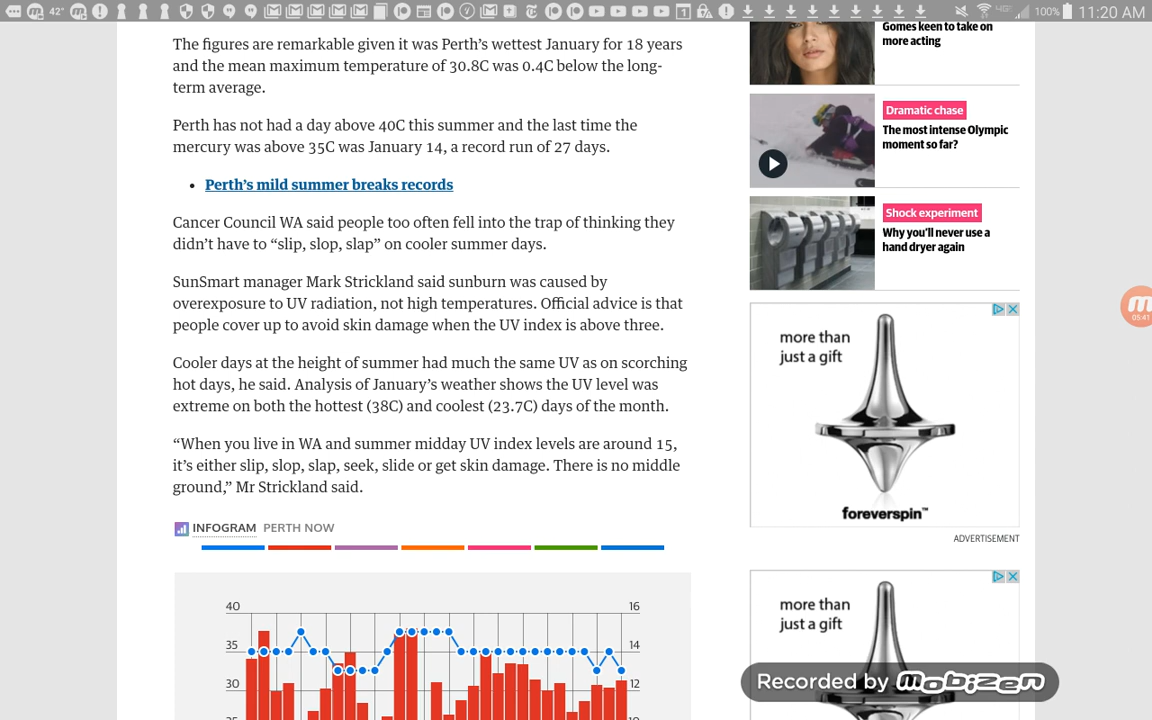 42° 100% 11:20 AM
The figures are remarkable given it was Perth's wettest January for 18 years
and the mean maximum temperature of 30.8C was 0.4C below the long-
term average.
Perth has not had a day above 40C this summer and the last time the
mercury was above 35C was January 14, a record run of 27 days.
• Perth's mild summer breaks records
Cancer Council WA said people too often fell into the trap of thinking they
didn't have to “slip, slop, slap” on cooler summer days.
SunSmart manager Mark Strickland said sunburn was caused by
overexposure to UV radiation, not high temperatures. Official advice is that
people cover up to avoid skin damage when the UV index is above three.
Cooler days at the height of summer had much the same UV as on scorching
hot days, he said. Analysis of January's weather shows the UV level was
extreme on both the hottest (38C) and coolest (23.7C) days of the month.
“When you live in WA and summer midday UV index levels are around 15,
it's either slip, slop, slap, seek, slide or get skin damage. There is no middle
ground,” Mr Strickland said.
INFOGRAM PERTH NOW
40 16
35 14
30 12
Gomes keen to take on
more acting
Dramatic chase
The most intense Olympic
moment so far?
Shock experiment
Why you'll never use a
hand dryer again
more than
just a gift
foreverspin™
ADVERTISEMENT
more than
just a gift
Recorded by mobizen
05:41